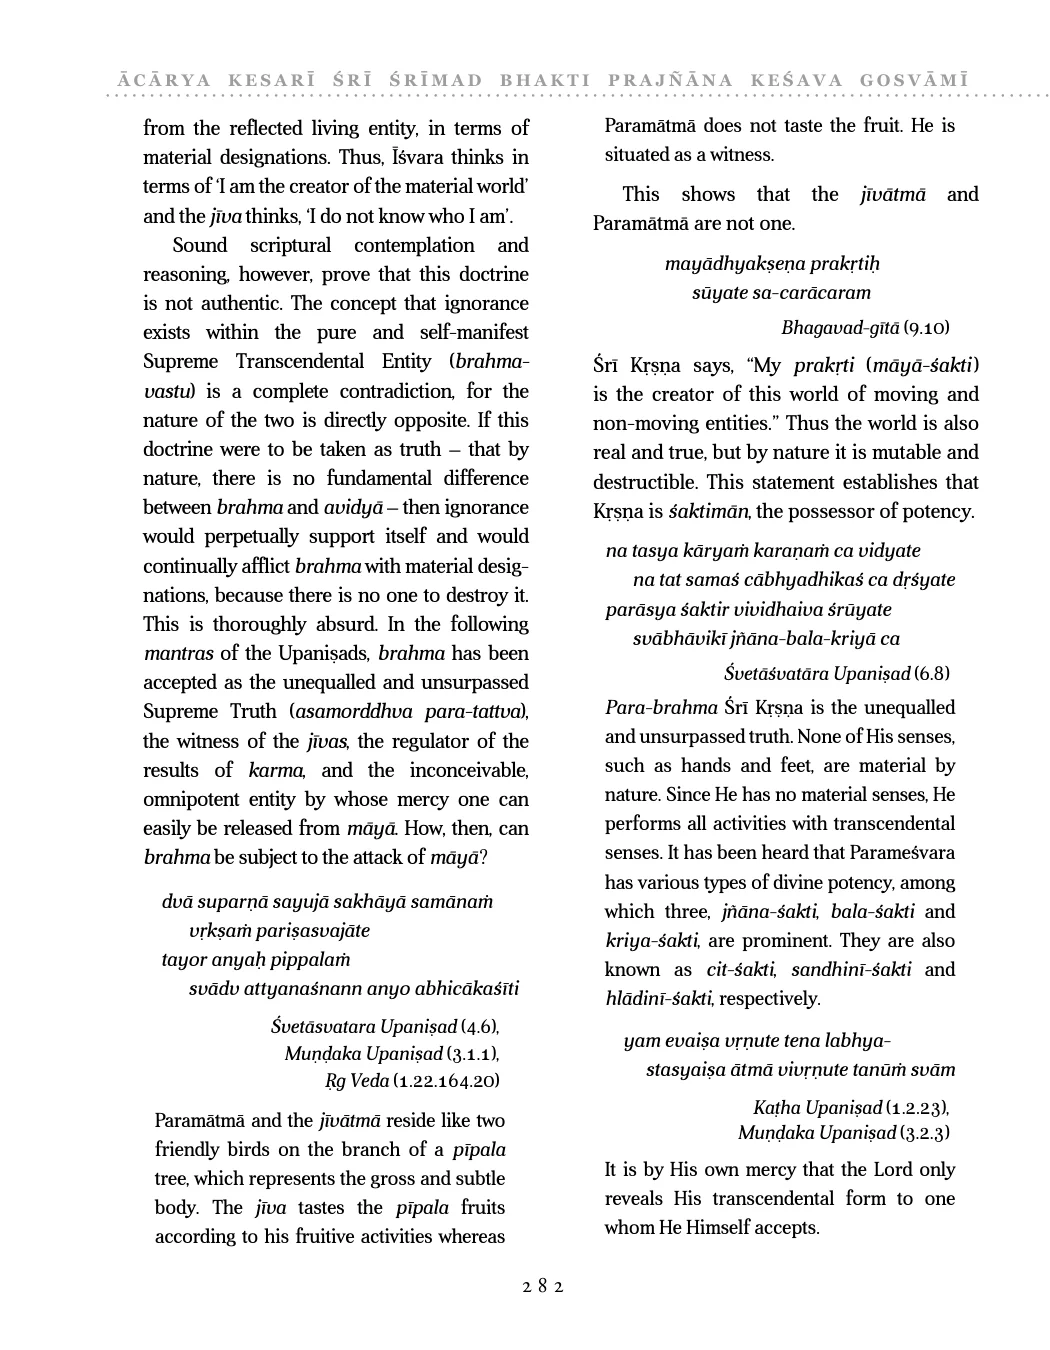 ĀCĀRYA KESARĪ ŚRĪ ŚRĪMAD BHAKTI PRAJÑĀNA KEŚAVA GOSVĀMĪ
from the reflected living entity, in terms of
material designations. Thus, Īśvara thinks in
terms of ‘I am the creator of the material world’
and the jīva thinks, ‘I do not know who I am’.
Sound scriptural contemplation and
reasoning, however, prove that this doctrine
is not authentic. The concept that ignorance
exists within the pure and self-manifest
Supreme Transcendental Entity (brahma-
vastu) is a complete contradiction, for the
nature of the two is directly opposite. If this
doctrine were to be taken as truth – that by
nature, there is no fundamental difference
between brahma and avidyā – then ignorance
would perpetually support itself and would
continually afflict brahma with material desig-
nations, because there is no one to destroy it.
This is thoroughly absurd. In the following
mantras of the Upaniṣads, brahma has been
accepted as the unequalled and unsurpassed
Supreme Truth (asamorddhva para-tattva),
the witness of the jīvas, the regulator of the
results of karma, and the inconceivable,
omnipotent entity by whose mercy one can
easily be released from māyā. How, then, can
brahma be subject to the attack of māyā?
dvā suparṇā sayujā sakhāyā samānaṁ
vṛkṣaṁ pariṣasvajāte
tayor anyaḥ pippalaṁ
svādv attyanaśnann anyo abhicākaśīti
Śvetāsvatara Upaniṣad (4.6),
Muṇḍaka Upaniṣad (3.1.1),
Ṛg Veda (1.22.164.20)
Paramātmā and the jīvātmā reside like two
friendly birds on the branch of a pīpala
tree, which represents the gross and subtle
body. The jīva tastes the pīpala fruits
according to his fruitive activities whereas
Paramātmā does not taste the fruit. He is
situated as a witness.
This shows that the jīvātmā and
Paramātmā are not one.
mayādhyakṣeṇa prakṛtiḥ
sūyate sa-carācaram
Bhagavad-gītā (9.10)
Śrī Kṛṣṇa says, “My prakṛti (māyā-śakti)
is the creator of this world of moving and
non-moving entities.” Thus the world is also
real and true, but by nature it is mutable and
destructible. This statement establishes that
Kṛṣṇa is śaktimān, the possessor of potency.
na tasya kāryaṁ karaṇaṁ ca vidyate
na tat samaś cābhyadhikaś ca dṛśyate
parāsya śaktir vividhaiva śrūyate
svābhāvikī jñāna-bala-kriyā ca
Śvetāśvatāra Upaniṣad (6.8)
Para-brahma Śrī Kṛṣṇa is the unequalled
and unsurpassed truth. None of His senses,
such as hands and feet, are material by
nature. Since He has no material senses, He
performs all activities with transcendental
senses. It has been heard that Parameśvara
has various types of divine potency, among
which three, jñāna-śakti, bala-śakti and
kriya-śakti, are prominent. They are also
known as cit-śakti, sandhinī-śakti and
hlādinī-śakti, respectively.
yam evaiṣa vṛṇute tena labhya-
stasyaiṣa ātmā vivṛṇute tanūṁ svām
Kaṭha Upaniṣad (1.2.23),
Muṇḍaka Upaniṣad (3.2.3)
It is by His own mercy that the Lord only
reveals His transcendental form to one
whom He Himself accepts.
282